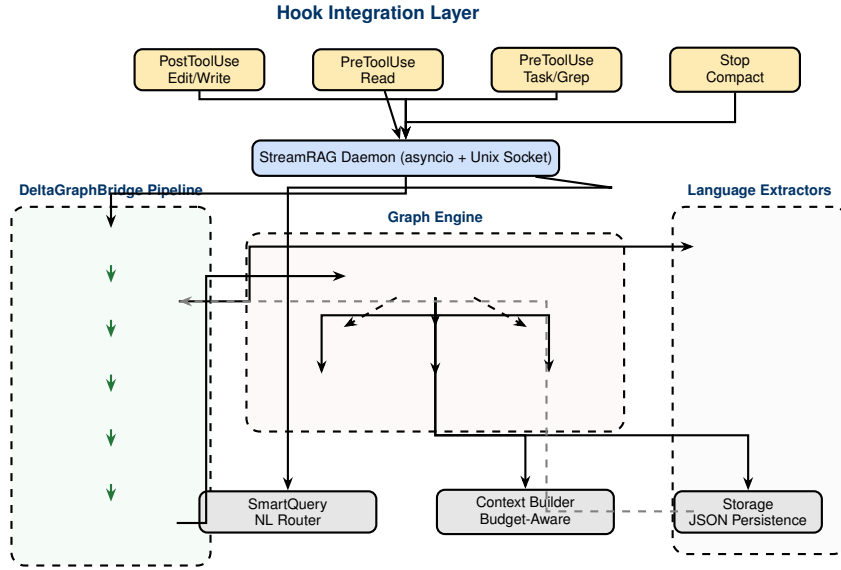 Hook Integration Layer
PostToolUse
Edit/Write
PreToolUse
Read
PreToolUse
Task/Grep
Stop
Compact
StreamRAG Daemon (asyncio + Unix Socket)
DeltaGraphBridge Pipeline
Language Extractors
Graph Engine
SmartQuery
NL Router
Context Builder
Budget-Aware
Storage
JSON Persistence